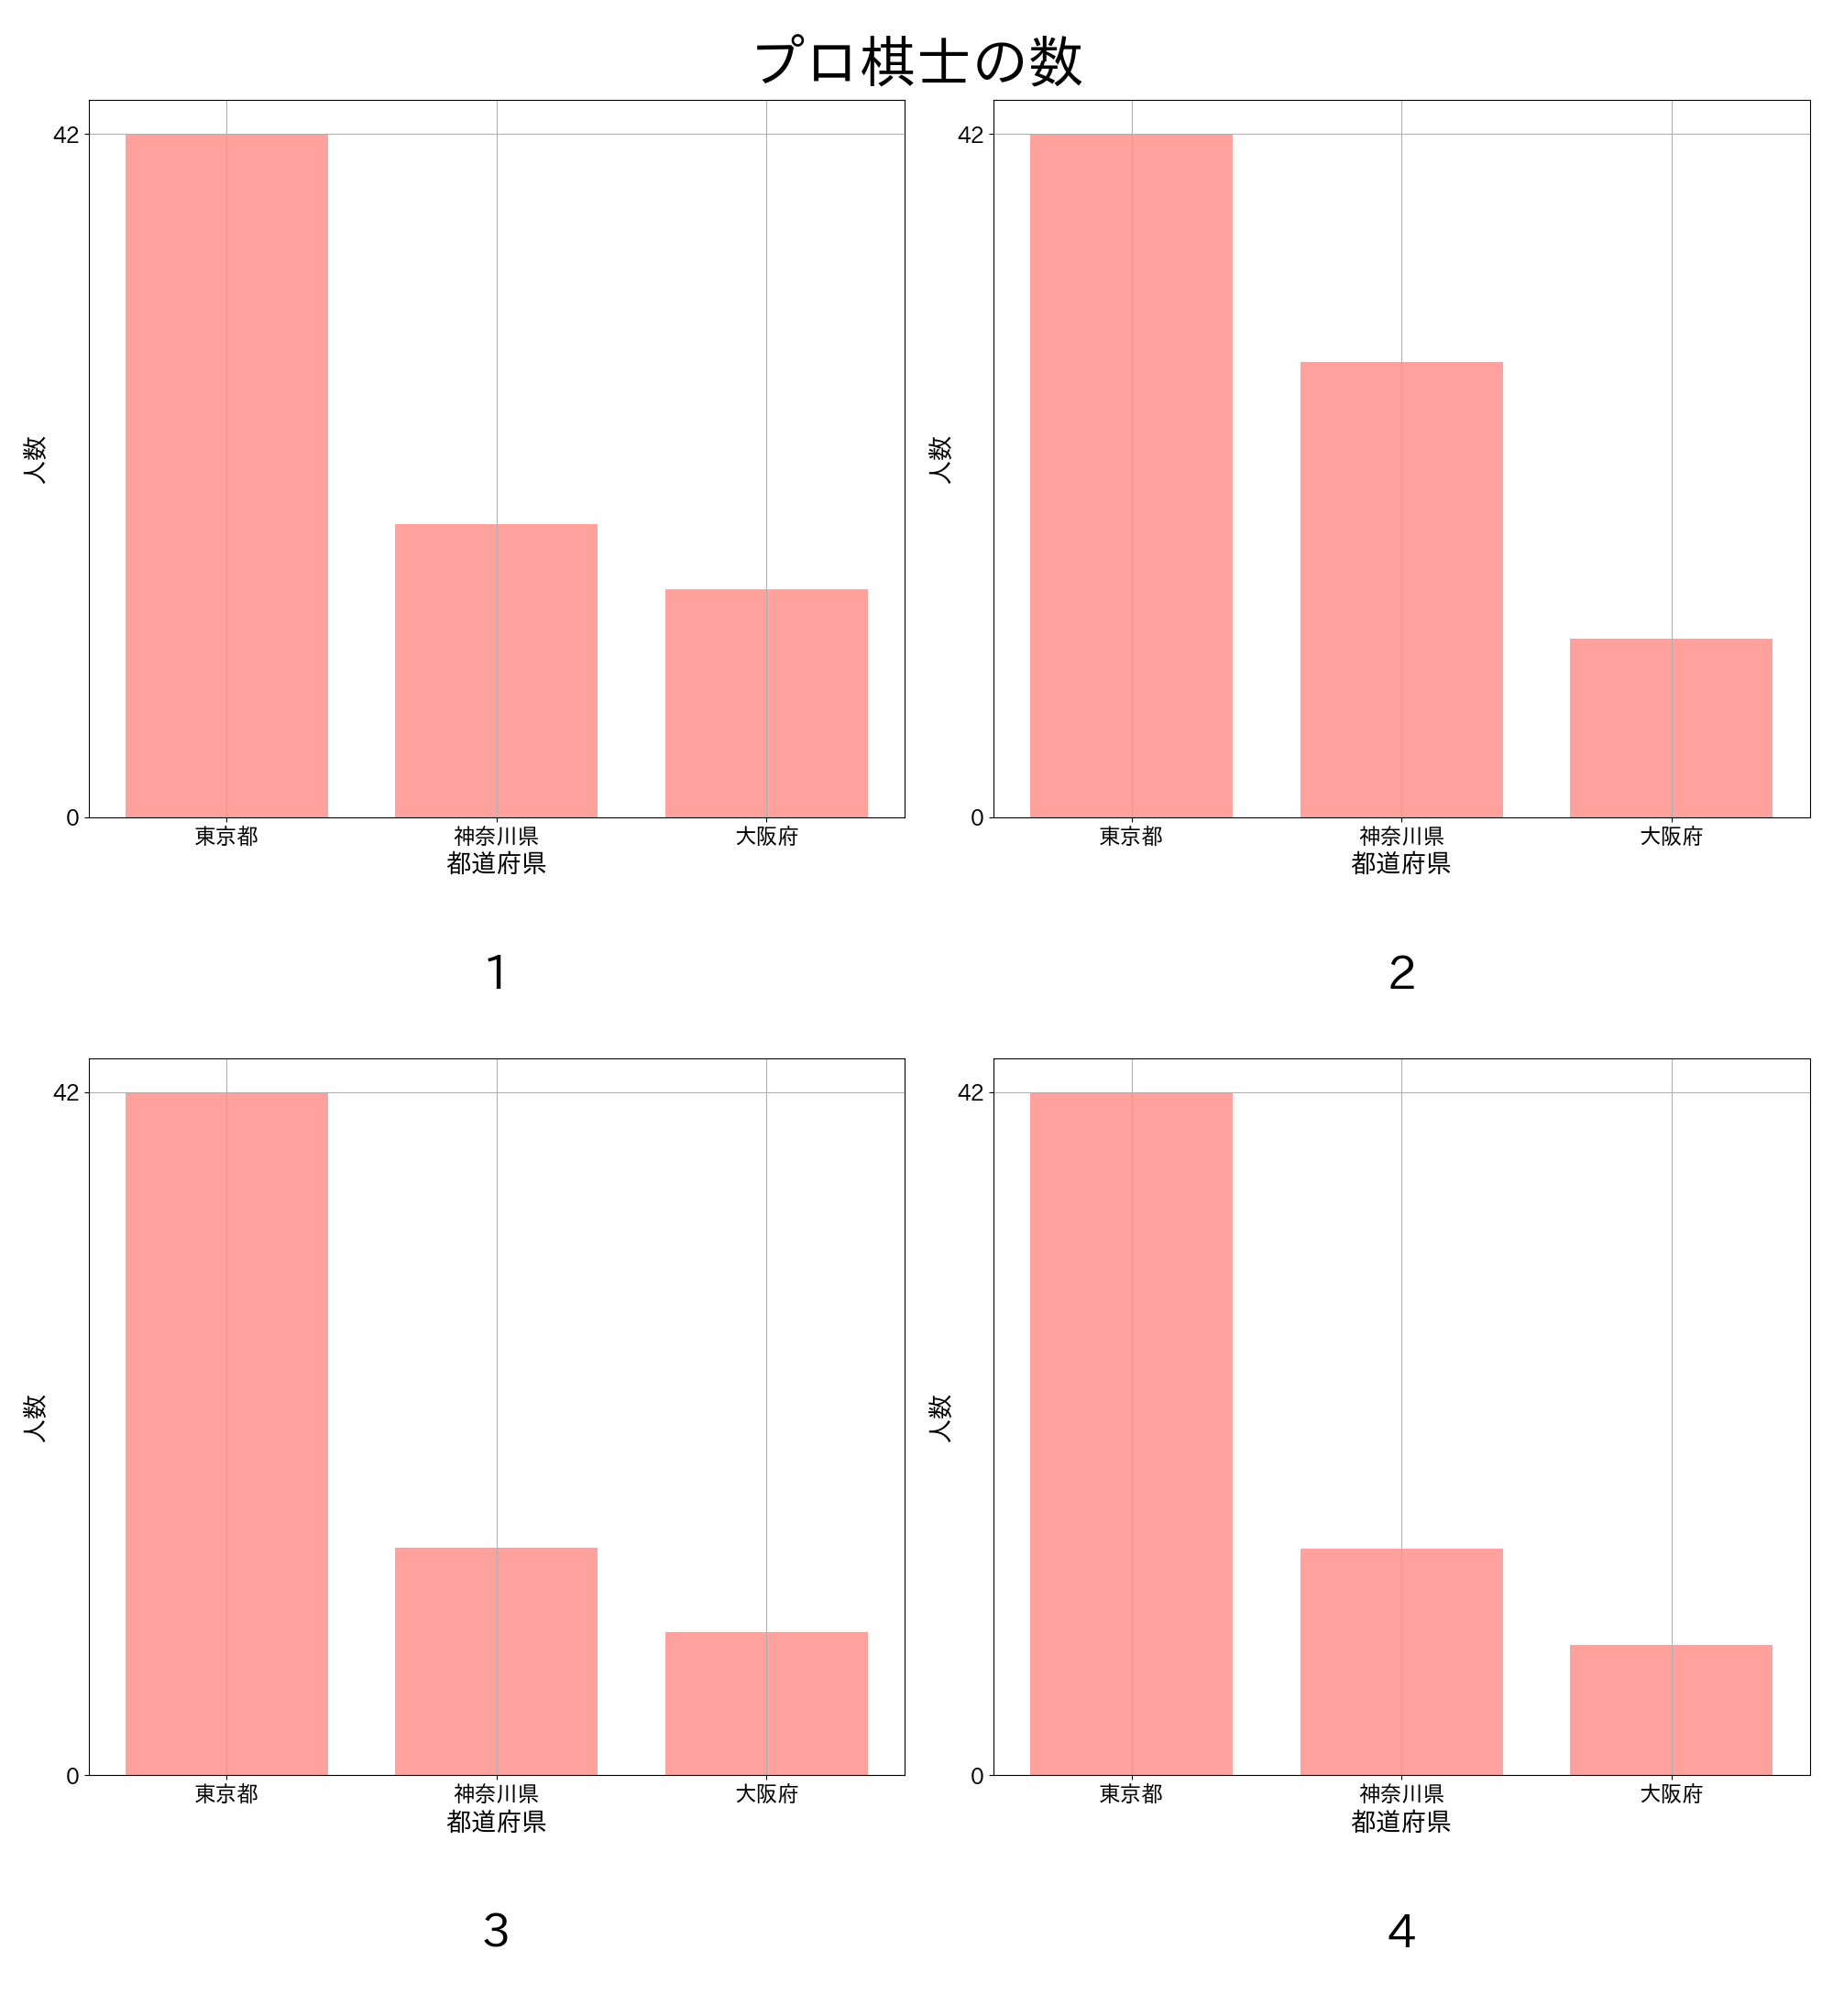 プロ棋士の数
42
0
人数
東京都 神奈川県 大阪府
都道府県
1
42
0
人数
東京都 神奈川県 大阪府
都道府県
2
42
0
人数
東京都 神奈川県 大阪府
都道府県
3
42
0
人数
東京都 神奈川県 大阪府
都道府県
4